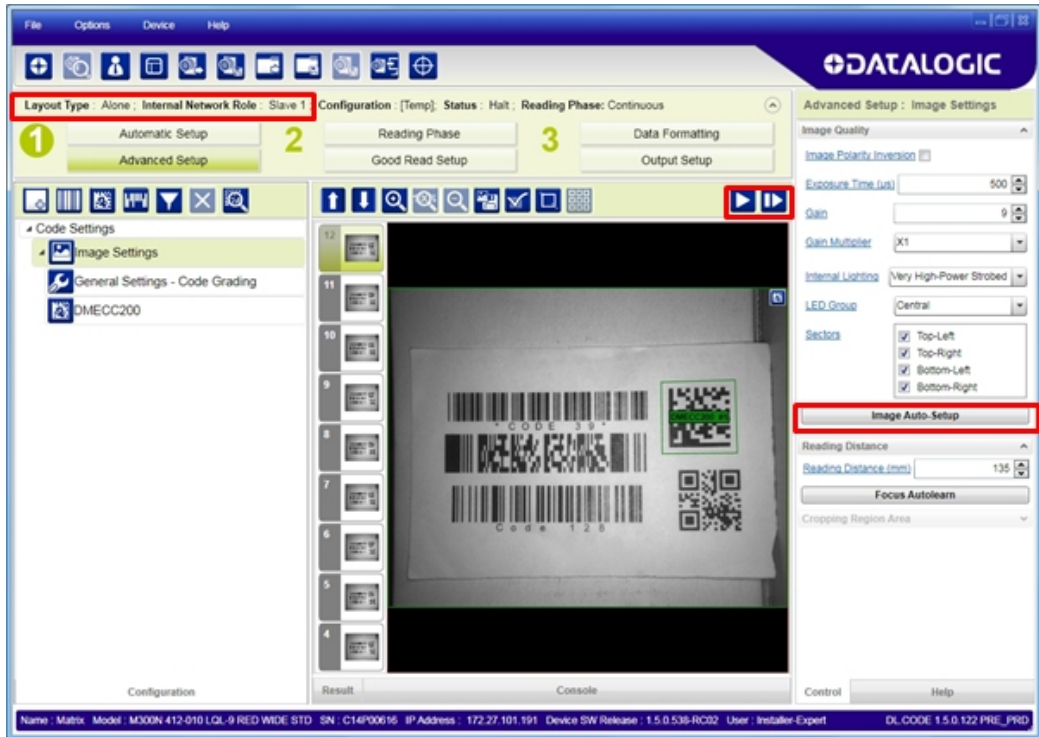 File Options Device Help
DATALOGIC
Layout Type : Alone ; Internal Network Role : Slave 1 ; Configuration : [Temp]; Status : Halt ; Reading Phase: Continuous
Advanced Setup : Image Settings
1 Automatic Setup 2 Reading Phase 3 Data Formatting
Advanced Setup Good Read Setup Output Setup
Image Quality
Image Polarity Inversion
Exposure Time (µs) 500
Gain 9
Gain Multiplier X1
Internal Lighting Very High-Power Strobed
LED Group Central
Sectors Top-Left
Top-Right
Bottom-Left
Bottom-Right
Image Auto-Setup
Reading Distance
Reading Distance (mm) 135
Focus Autolearn
Cropping Region Area
Code Settings
Image Settings
General Settings - Code Grading
DMECC200
12
11
10
9
8
7
6
5
4
* CODE 39 *
Code 128
Configuration Result Console Control Help
Name : Matrix Model : M300N 412-010 LQL-9 RED WIDE STD SN : C14P00616 IP Address : 172.27.101.191 Device SW Release : 1.5.0.538-RC02 User : Installer-Expert DL.CODE 1.5.0.122 PRE_PRD